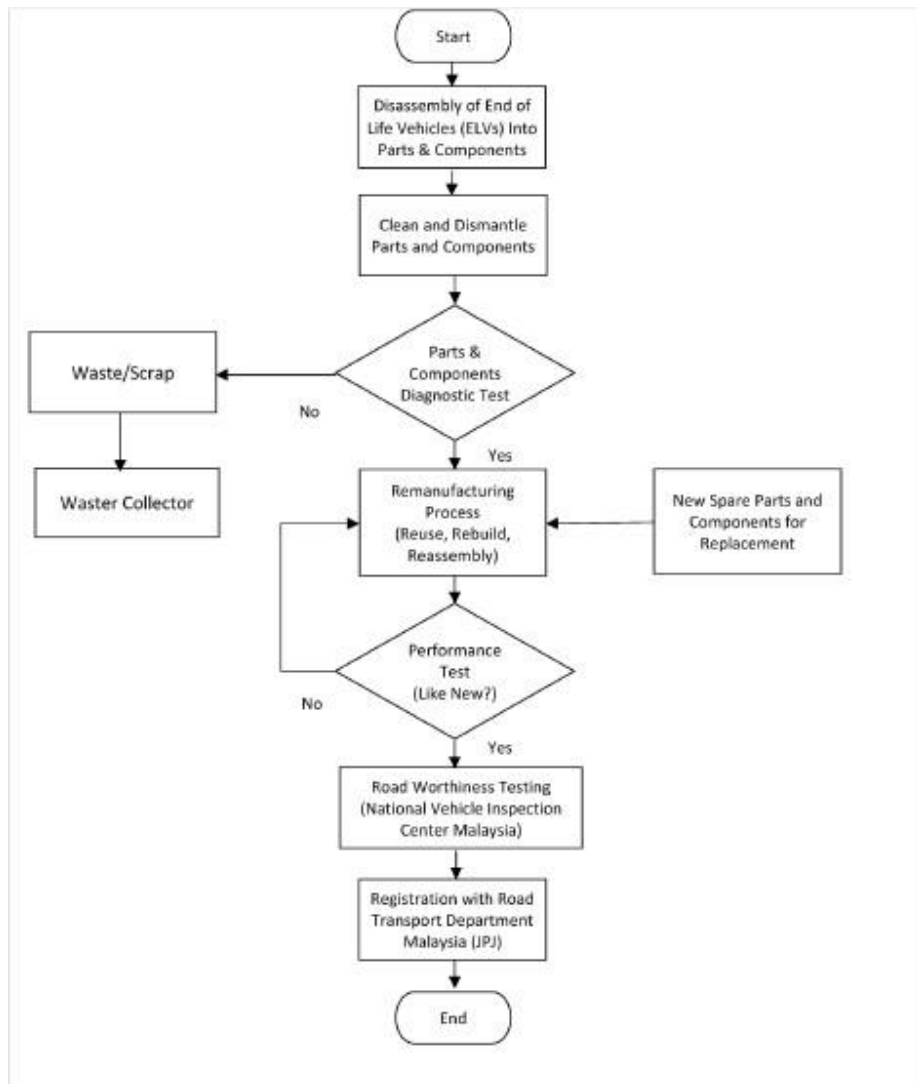 Start
Disassembly of End of
Life Vehicles (ELVs) Into
Parts & Components
Clean and Dismantle
Parts and Components
Parts &
Components
Diagnostic Test
Waste/Scrap
No
Yes
Waster Collector
Remanufacturing
Process
(Reuse, Rebuild,
Reassembly)
New Spare Parts and
Components for
Replacement
Performance
Test
(Like New?)
No
Yes
Road Worthiness Testing
(National Vehicle Inspection
Center Malaysia)
Registration with Road
Transport Department
Malaysia (JPJ)
End